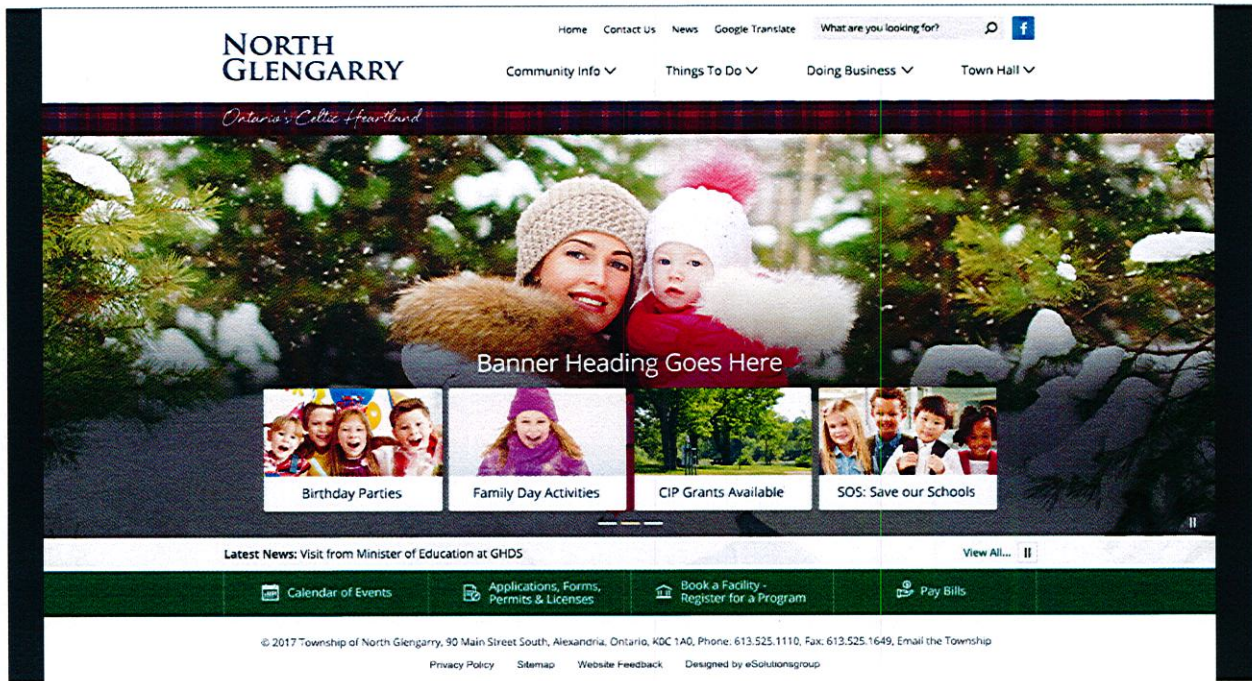 Home Contact Us News Google Translate What are you looking for? f
NORTH
GLENGARRY
Community Info Things To Do Doing Business Town Hall
Ontario's Celtic Heartland
Banner Heading Goes Here
Birthday Parties Family Day Activities CIP Grants Available SOS: Save our Schools
Latest News: Visit from Minister of Education at GHDS View All...
Calendar of Events Applications, Forms, Permits & Licenses Book a Facility - Register for a Program Pay Bills
© 2017 Township of North Glengarry, 90 Main Street South, Alexandria, Ontario, K0C 1A0, Phone: 613.525.1110, Fax: 613.525.1649, Email the Township
Privacy Policy Sitemap Website Feedback Designed by eSolutionsgroup